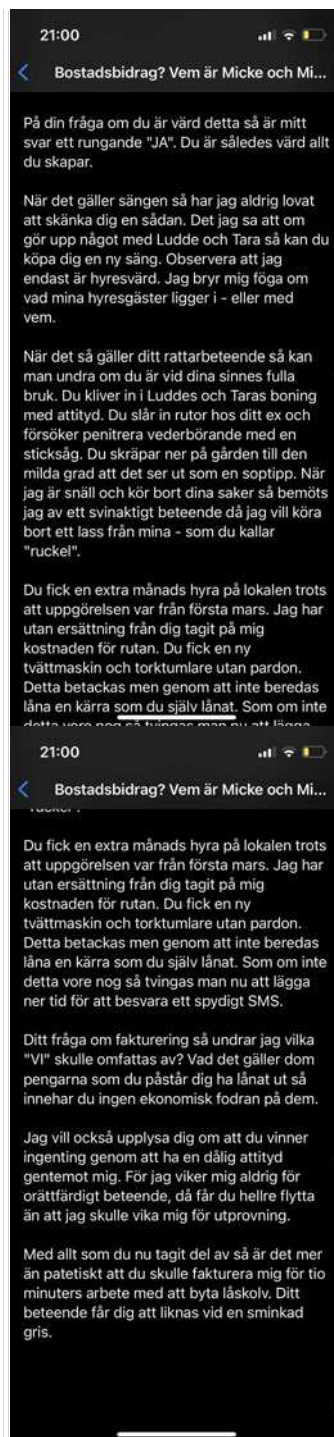 21:00
Bostadsbidrag? Vem är Micke och Mi...
På din fråga om du är värd detta så är mitt
svar ett rungande "JA". Du är således värd allt
du skapar.
När det gäller sängen så har jag aldrig lovat
att skänka dig en sådan. Det jag sa att om
gör upp något med Ludde och Tara så kan du
köpa dig en ny säng. Observera att jag
endast är hyresvärd. Jag bryr mig föga om
vad mina hyresgäster ligger i - eller med
vem.
När det så gäller ditt rattarbeteende så kan
man undra om du är vid dina sinnes fulla
bruk. Du kliver in i Luddes och Taras boning
med attityd. Du slår in rutor hos ditt ex och
försöker penitrera vederbörande med en
sticksåg. Du skräpar ner på gården till den
milda grad att det ser ut som en soptipp. När
jag är snäll och kör bort dina saker så bemöts
jag av ett svinaktigt beteende då jag vill köra
bort ett lass från mina - som du kallar
"ruckel".
Du fick en extra månads hyra på lokalen trots
att uppgörelsen var från första mars. Jag har
utan ersättning från dig tagit på mig
kostnaden för rutan. Du fick en ny
tvättmaskin och torktumlare utan pardon.
Detta betackas men genom att inte beredas
låna en kärra som du själv lånat. Som om inte
detta vore nog så tvingas man nu att lägga
21:00
Bostadsbidrag? Vem är Micke och Mi...
"ruckel".
Du fick en extra månads hyra på lokalen trots
att uppgörelsen var från första mars. Jag har
utan ersättning från dig tagit på mig
kostnaden för rutan. Du fick en ny
tvättmaskin och torktumlare utan pardon.
Detta betackas men genom att inte beredas
låna en kärra som du själv lånat. Som om inte
detta vore nog så tvingas man nu att lägga
ner tid för att besvara ett spydigt SMS.
Ditt fråga om fakturering så undrar jag vilka
"VI" skulle omfattas av? Vad det gäller dom
pengarna som du påstår dig ha lånat ut så
innehar du ingen ekonomisk fodran på dem.
Jag vill också upplysa dig om att du vinner
ingenting genom att ha en dålig attityd
gentemot mig. För jag viker mig aldrig för
orättfärdigt beteende, då får du hellre flytta
än att jag skulle vika mig för utprovning.
Med allt som du nu tagit del av så är det mer
än patetiskt att du skulle fakturera mig för tio
minuters arbete med att byta låskolv. Ditt
beteende får dig att liknas vid en sminkad
gris.